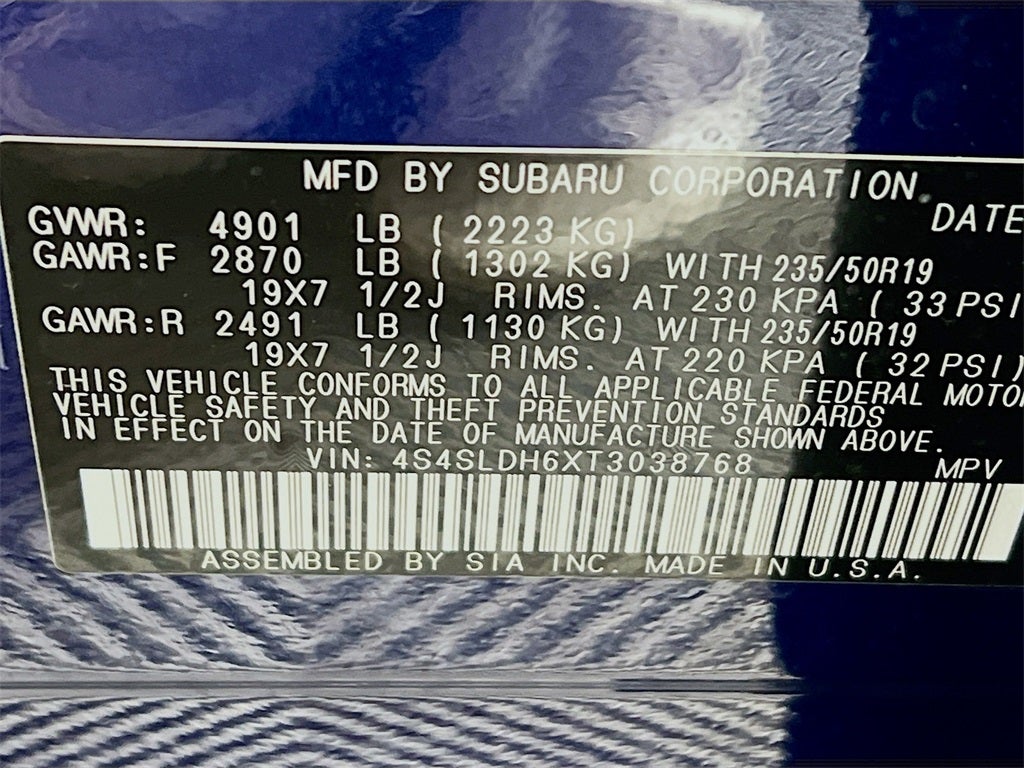 MFD BY SUBARU CORPORATION
DATE
GVWR: 4901 LB ( 2223 KG)
GAWR:F 2870 LB ( 1302 KG) WITH 235/50R19
19X7 1/2J RIMS. AT 230 KPA ( 33 PSI
GAWR:R 2491 LB ( 1130 KG) WITH 235/50R19
19X7 1/2J RIMS. AT 220 KPA ( 32 PSI)
THIS VEHICLE CONFORMS TO ALL APPLICABLE FEDERAL MOTOR
VEHICLE SAFETY AND THEFT PREVENTION STANDARDS
IN EFFECT ON THE DATE OF MANUFACTURE SHOWN ABOVE.
VIN: 4S4SLDH6XT3038768 MPV
ASSEMBLED BY SIA INC. MADE IN U.S.A.